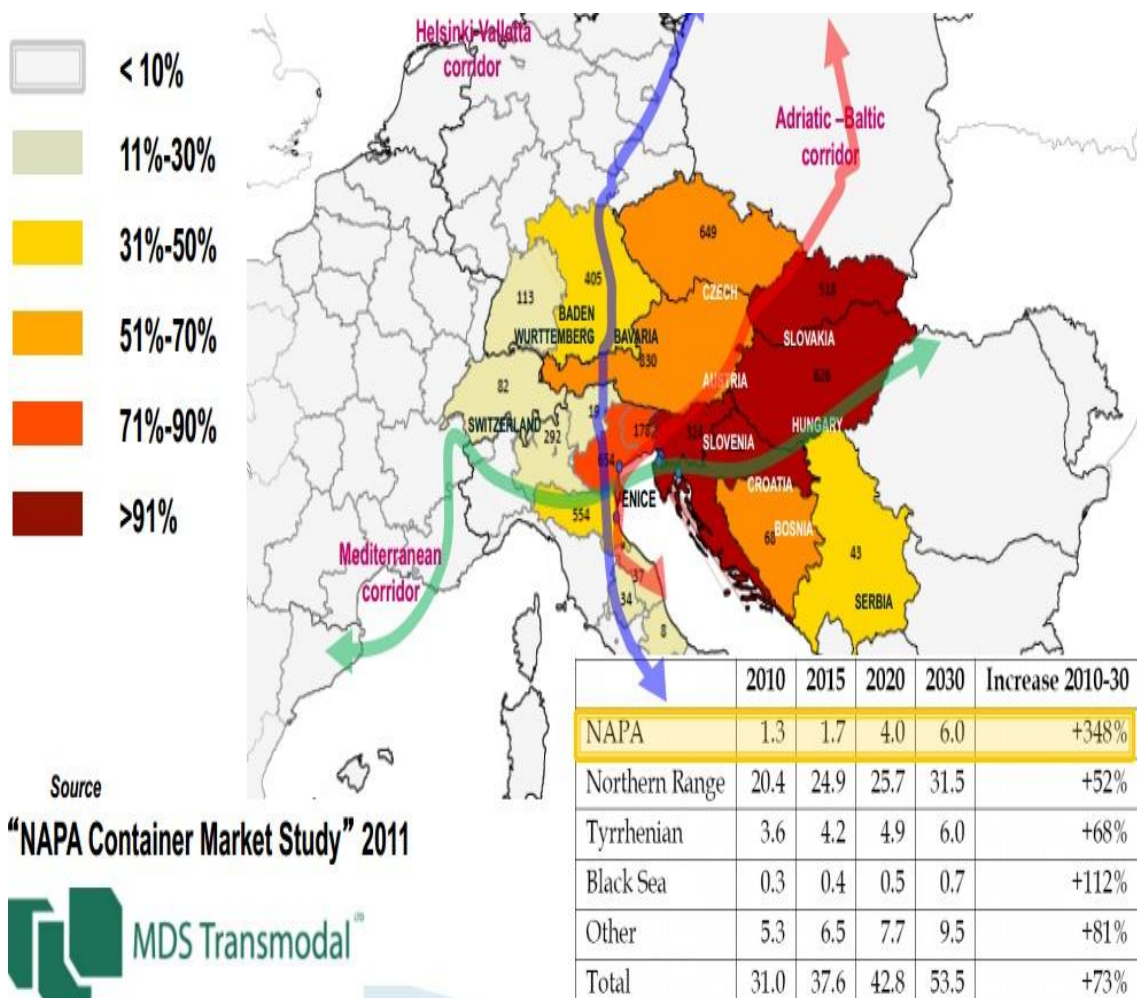 < 10%
11%-30%
31%-50%
51%-70%
71%-90%
>91%
Helsinki-Valletta
corridor
Adriatic –Baltic
corridor
649
405
113
CZECH
518
BADEN
WURTTEMBERG
BAVARIA
SLOVAKIA
830
82
AUSTRIA
626
SWITZERLAND
19
292
SLOVENIA
HUNGARY
654
CROATIA
VENICE
554
BOSNIA
68
43
Mediterranean
corridor
37
34
SERBIA
8
2010 2015 2020 2030 Increase 2010-30
NAPA 1.3 1.7 4.0 6.0 +348%
Northern Range 20.4 24.9 25.7 31.5 +52%
Tyrrhenian 3.6 4.2 4.9 6.0 +68%
Black Sea 0.3 0.4 0.5 0.7 +112%
Other 5.3 6.5 7.7 9.5 +81%
Total 31.0 37.6 42.8 53.5 +73%
Source
“NAPA Container Market Study” 2011
MDS Transmodal